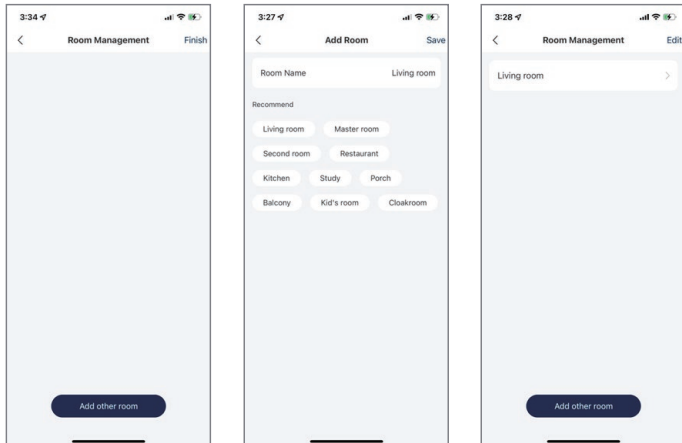 3:34
Room Management
Finish
Add other room
3:27
Add Room
Save
Room Name
Living room
Recommend
Living room
Master room
Second room
Restaurant
Kitchen
Study
Porch
Balcony
Kid's room
Cloakroom
3:28
Room Management
Edit
Living room
Add other room